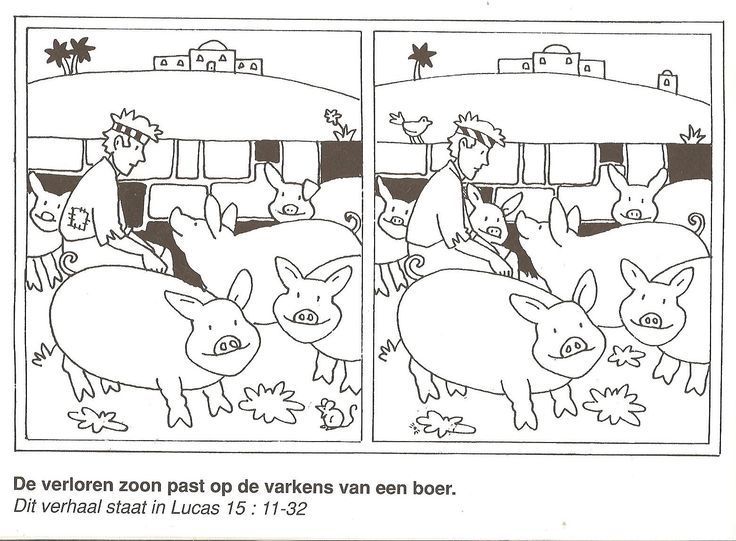 De verloren zoon past op de varkens van een boer.
Dit verhaal staat in Lucas 15 : 11-32